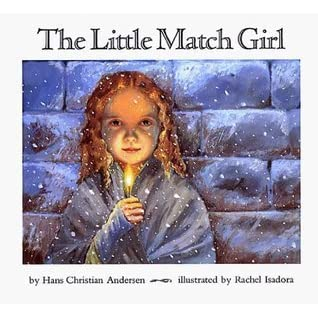 The Little Match Girl
by Hans Christian Andersen illustrated by Rachel Isadora